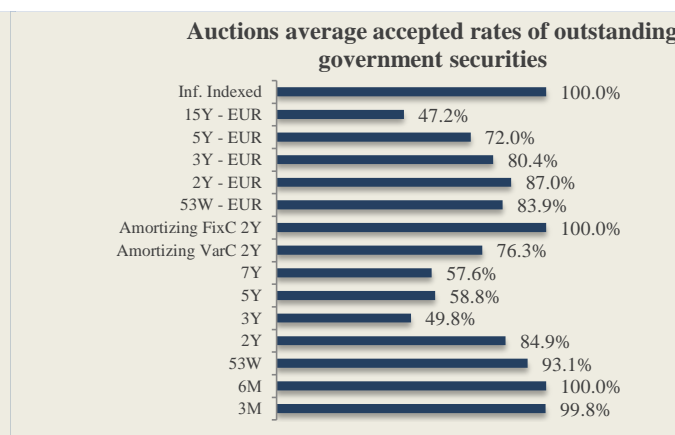 Auctions average accepted rates of outstanding
government securities
Inf. Indexed 100.0%
15Y - EUR 47.2%
5Y - EUR 72.0%
3Y - EUR 80.4%
2Y - EUR 87.0%
53W - EUR 83.9%
Amortizing FixC 2Y 100.0%
Amortizing VarC 2Y 76.3%
7Y 57.6%
5Y 58.8%
3Y 49.8%
2Y 84.9%
53W 93.1%
6M 100.0%
3M 99.8%